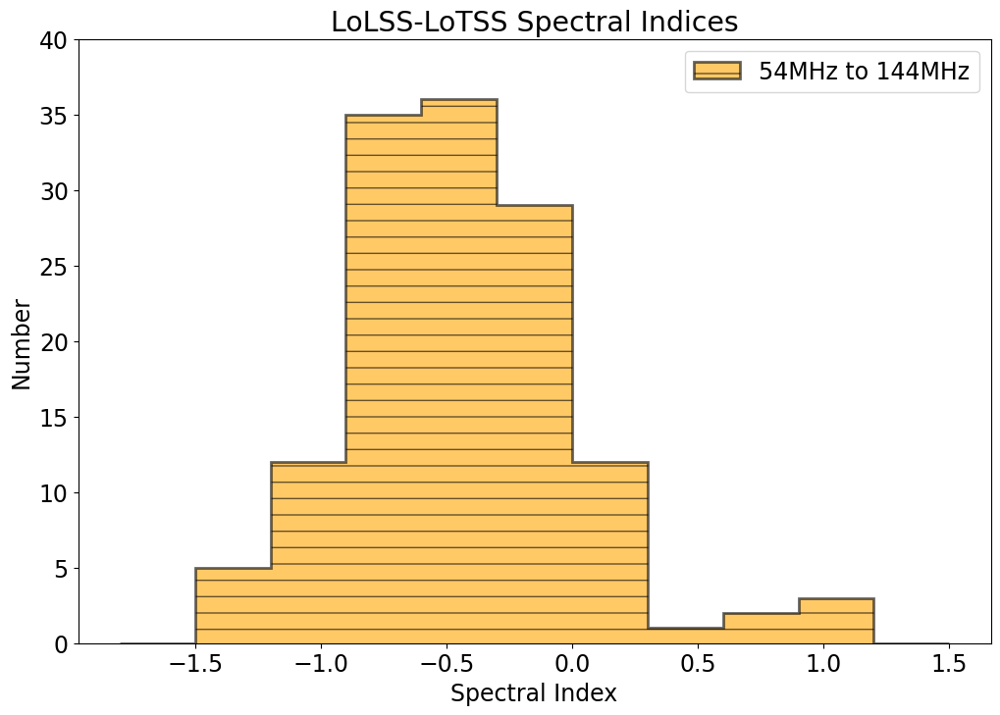 LoLSS-LoTSS Spectral Indices
54MHz to 144MHz
40
35
30
25
20
15
10
5
0
Number
−1.5 −1.0 −0.5 0.0 0.5 1.0 1.5
Spectral Index